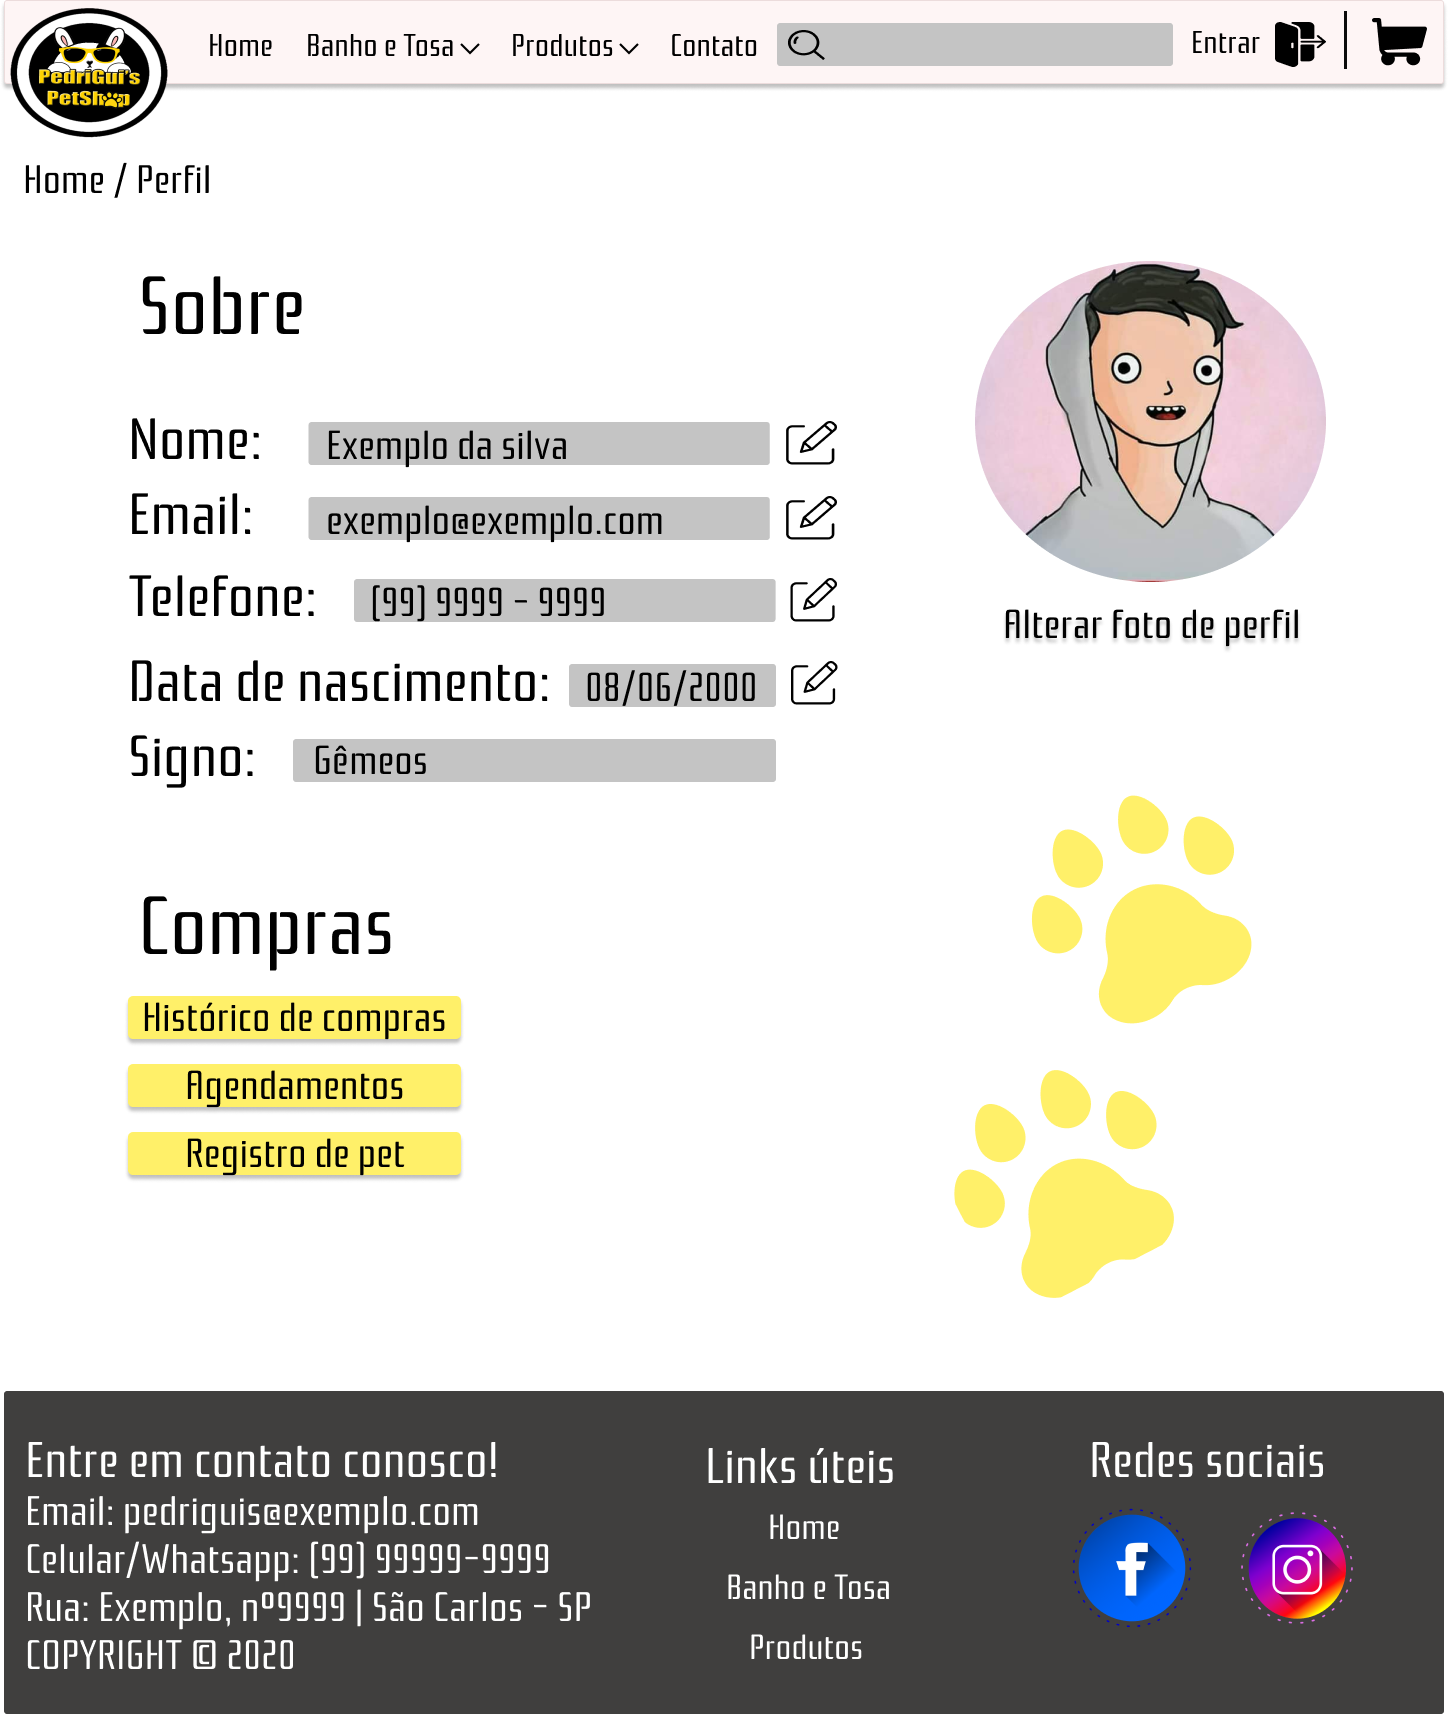 PedriGui's
PetShop
Home Banho e Tosa Produtos Contato Entrar
Home / Perfil
Sobre
Nome: Exemplo da silva
Email: exemplo@exemplo.com
Telefone: (99) 9999 - 9999
Data de nascimento: 08/06/2000
Signo: Gêmeos
Alterar foto de perfil
Compras
Histórico de compras
Agendamentos
Registro de pet
Entre em contato conosco!
Email: pedriguis@exemplo.com
Celular/Whatsapp: (99) 99999-9999
Rua: Exemplo, nº9999 | São Carlos - SP
COPYRIGHT © 2020
Links úteis
Home
Banho e Tosa
Produtos
Redes sociais